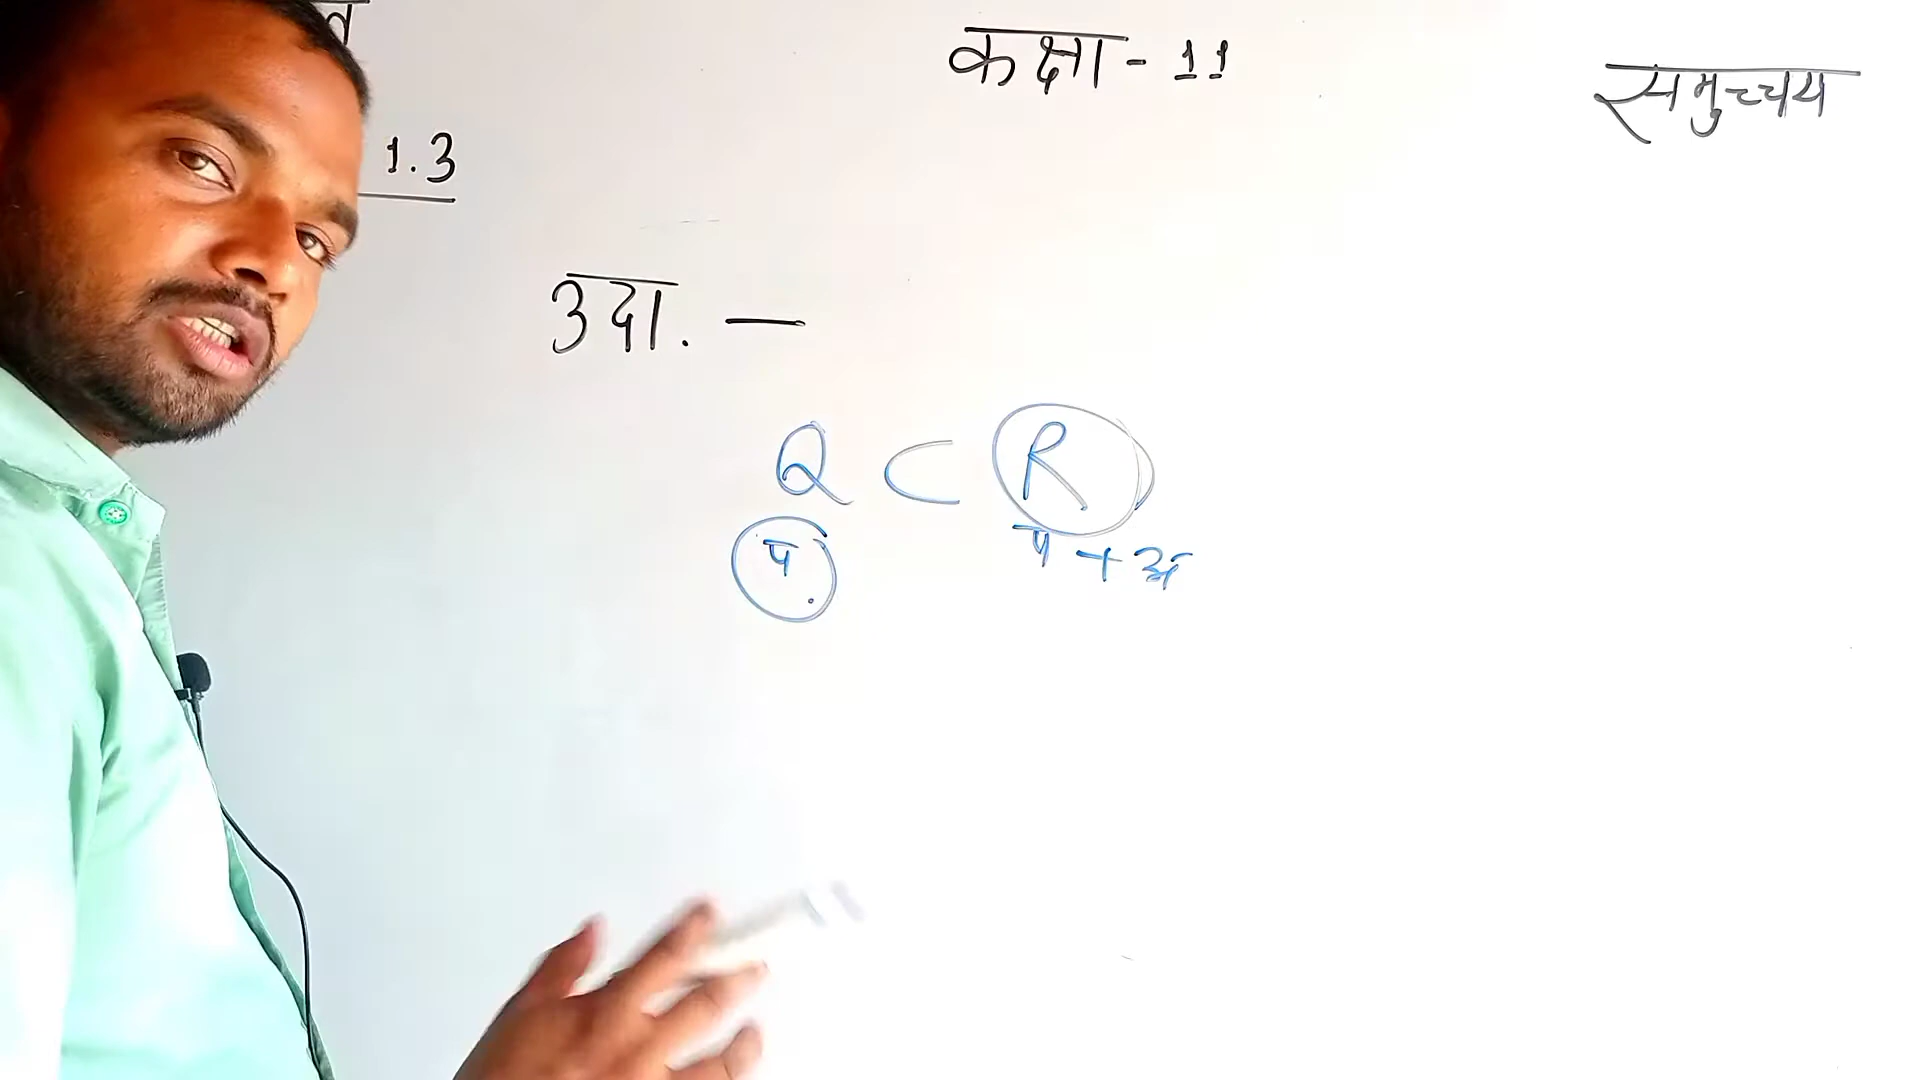 कक्षा - 11
समुच्चय
1.3
उदा. —
Q ⊂ R
प प + अ